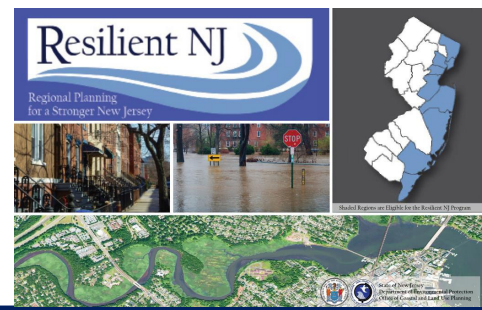 Resilient NJ
Regional Planning
for a Stronger New Jersey
STOP
Shaded Regions are Eligible for the Resilient NJ Program
State of New Jersey
Department of Environmental Protection
Office of Coastal and Land Use Planning